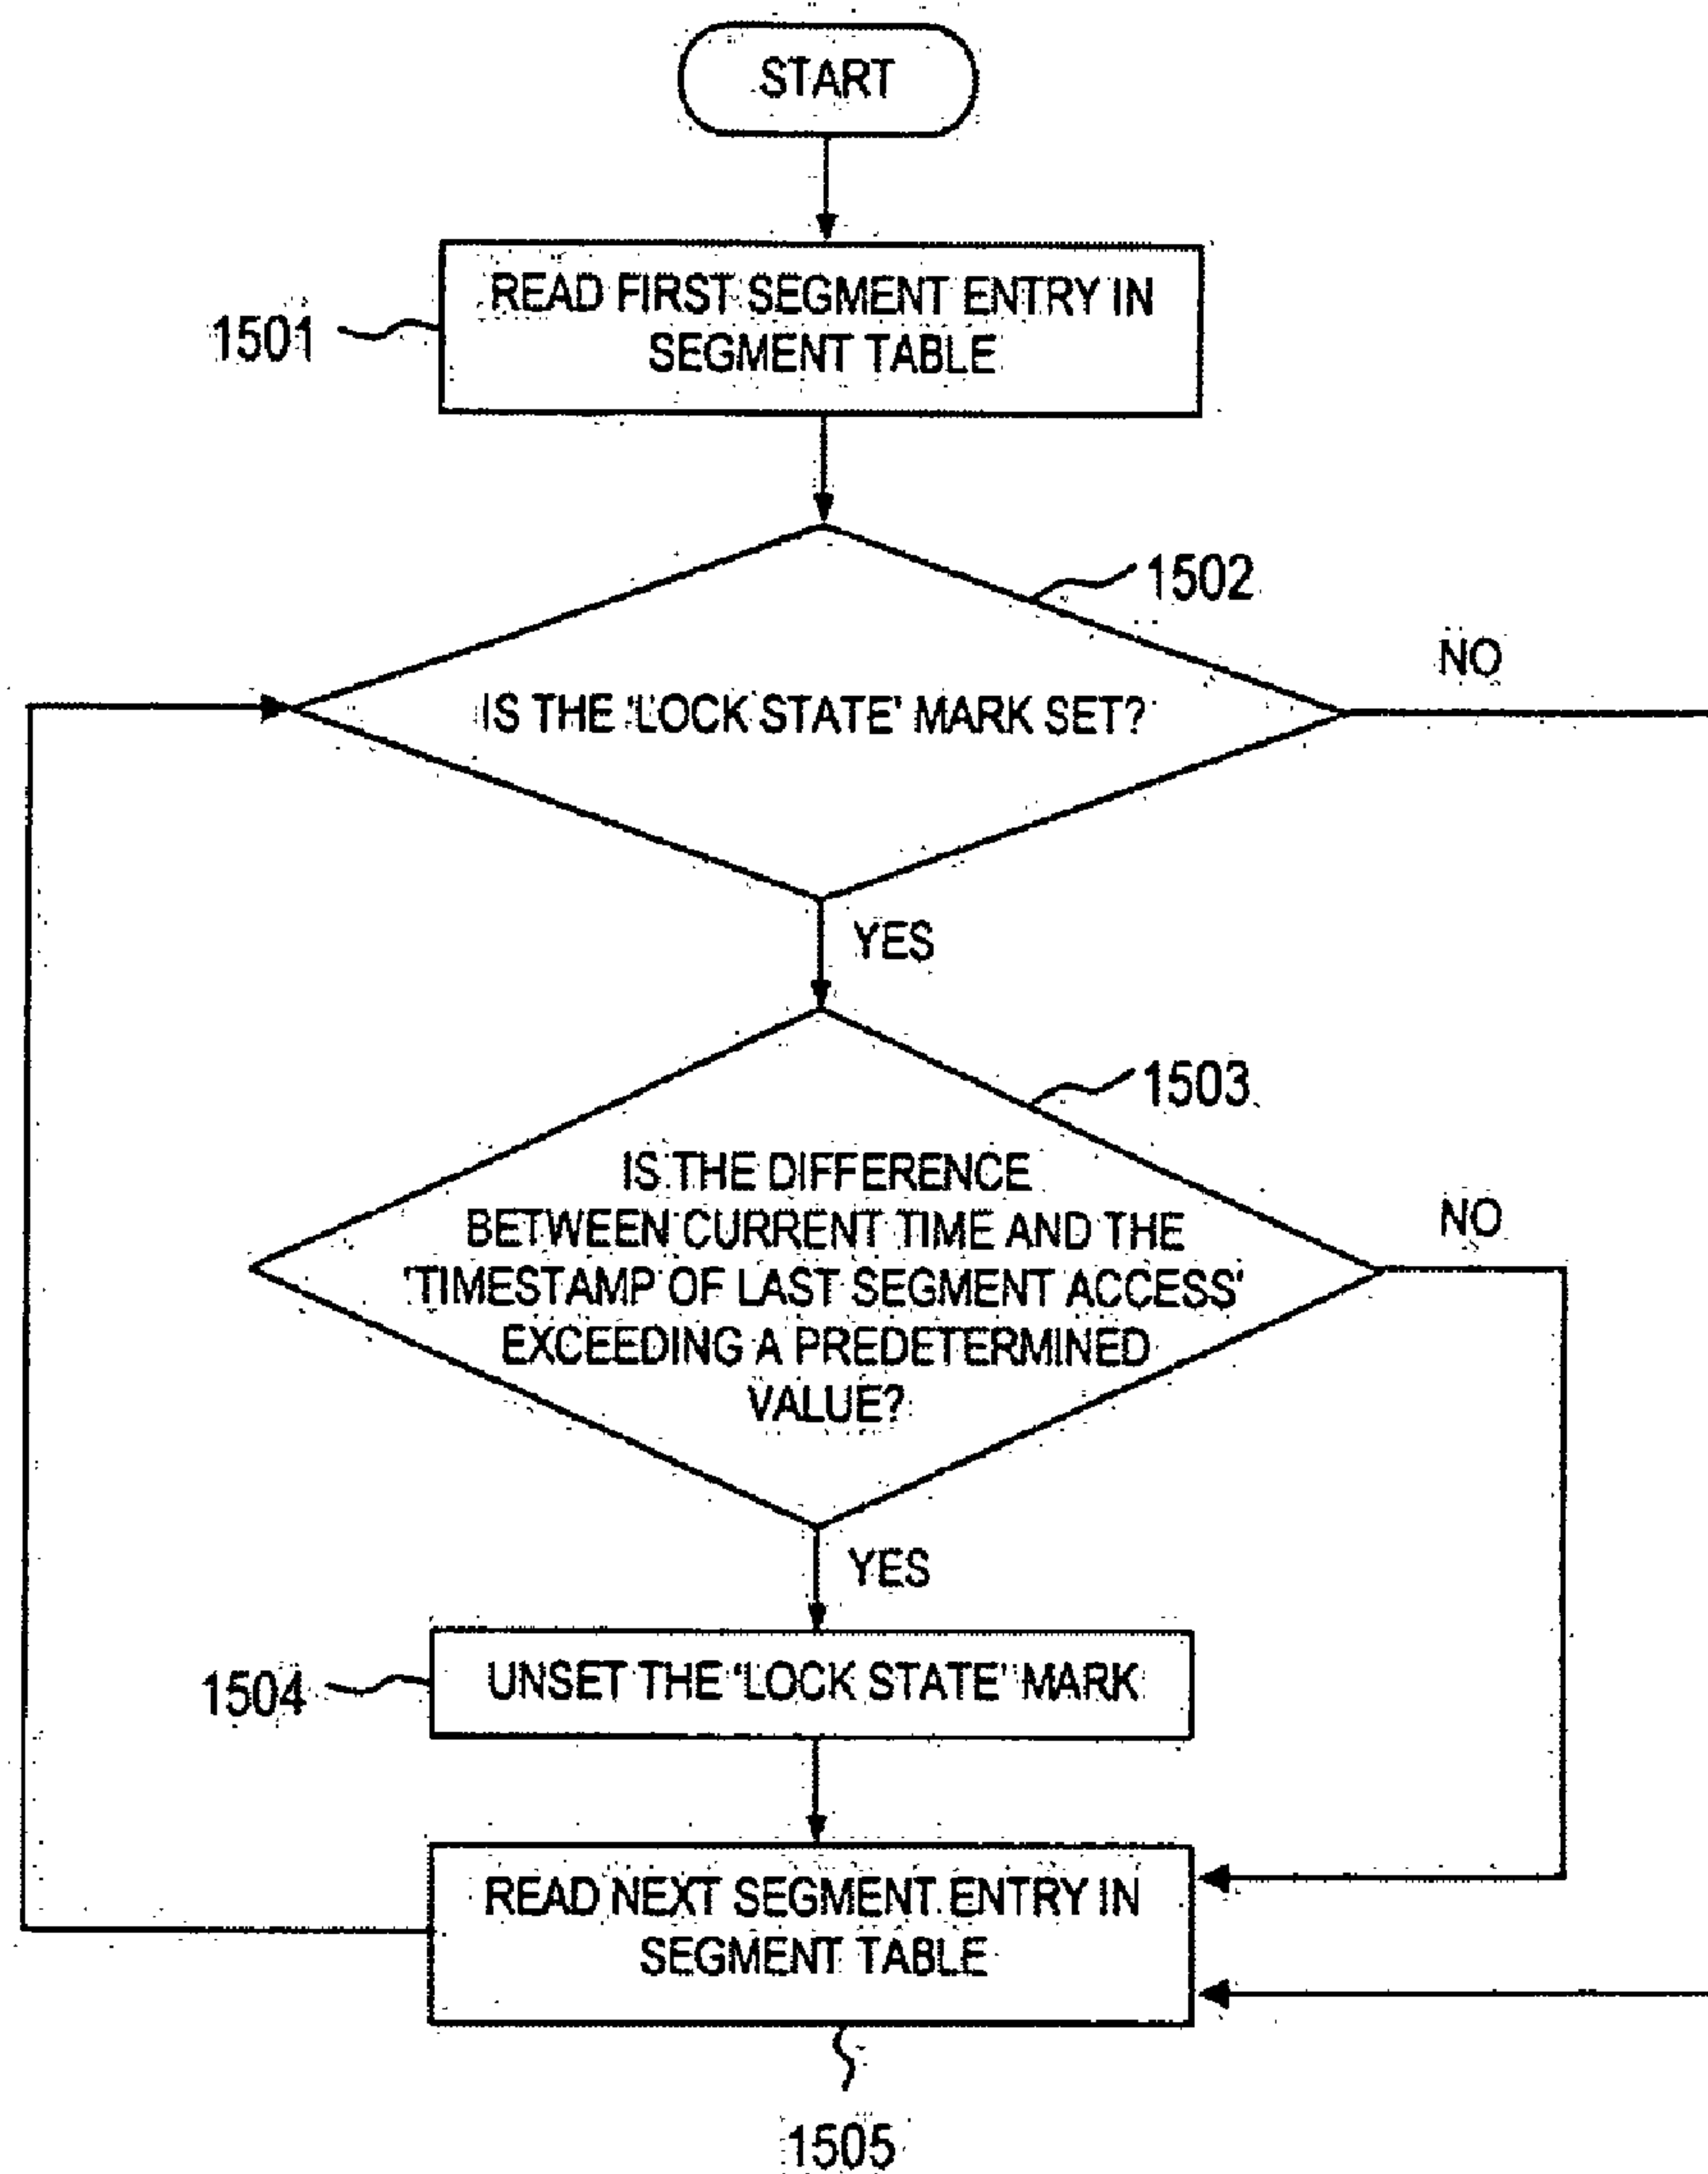 START
READ FIRST SEGMENT ENTRY IN
SEGMENT TABLE
1501
1502
NO
IS THE 'LOCK STATE' MARK SET?
YES
1503
IS THE DIFFERENCE
BETWEEN CURRENT TIME AND THE
'TIMESTAMP OF LAST SEGMENT ACCESS'
EXCEEDING A PREDETERMINED
VALUE?
NO
YES
UNSET THE 'LOCK STATE' MARK
1504
READ NEXT SEGMENT ENTRY IN
SEGMENT TABLE
1505